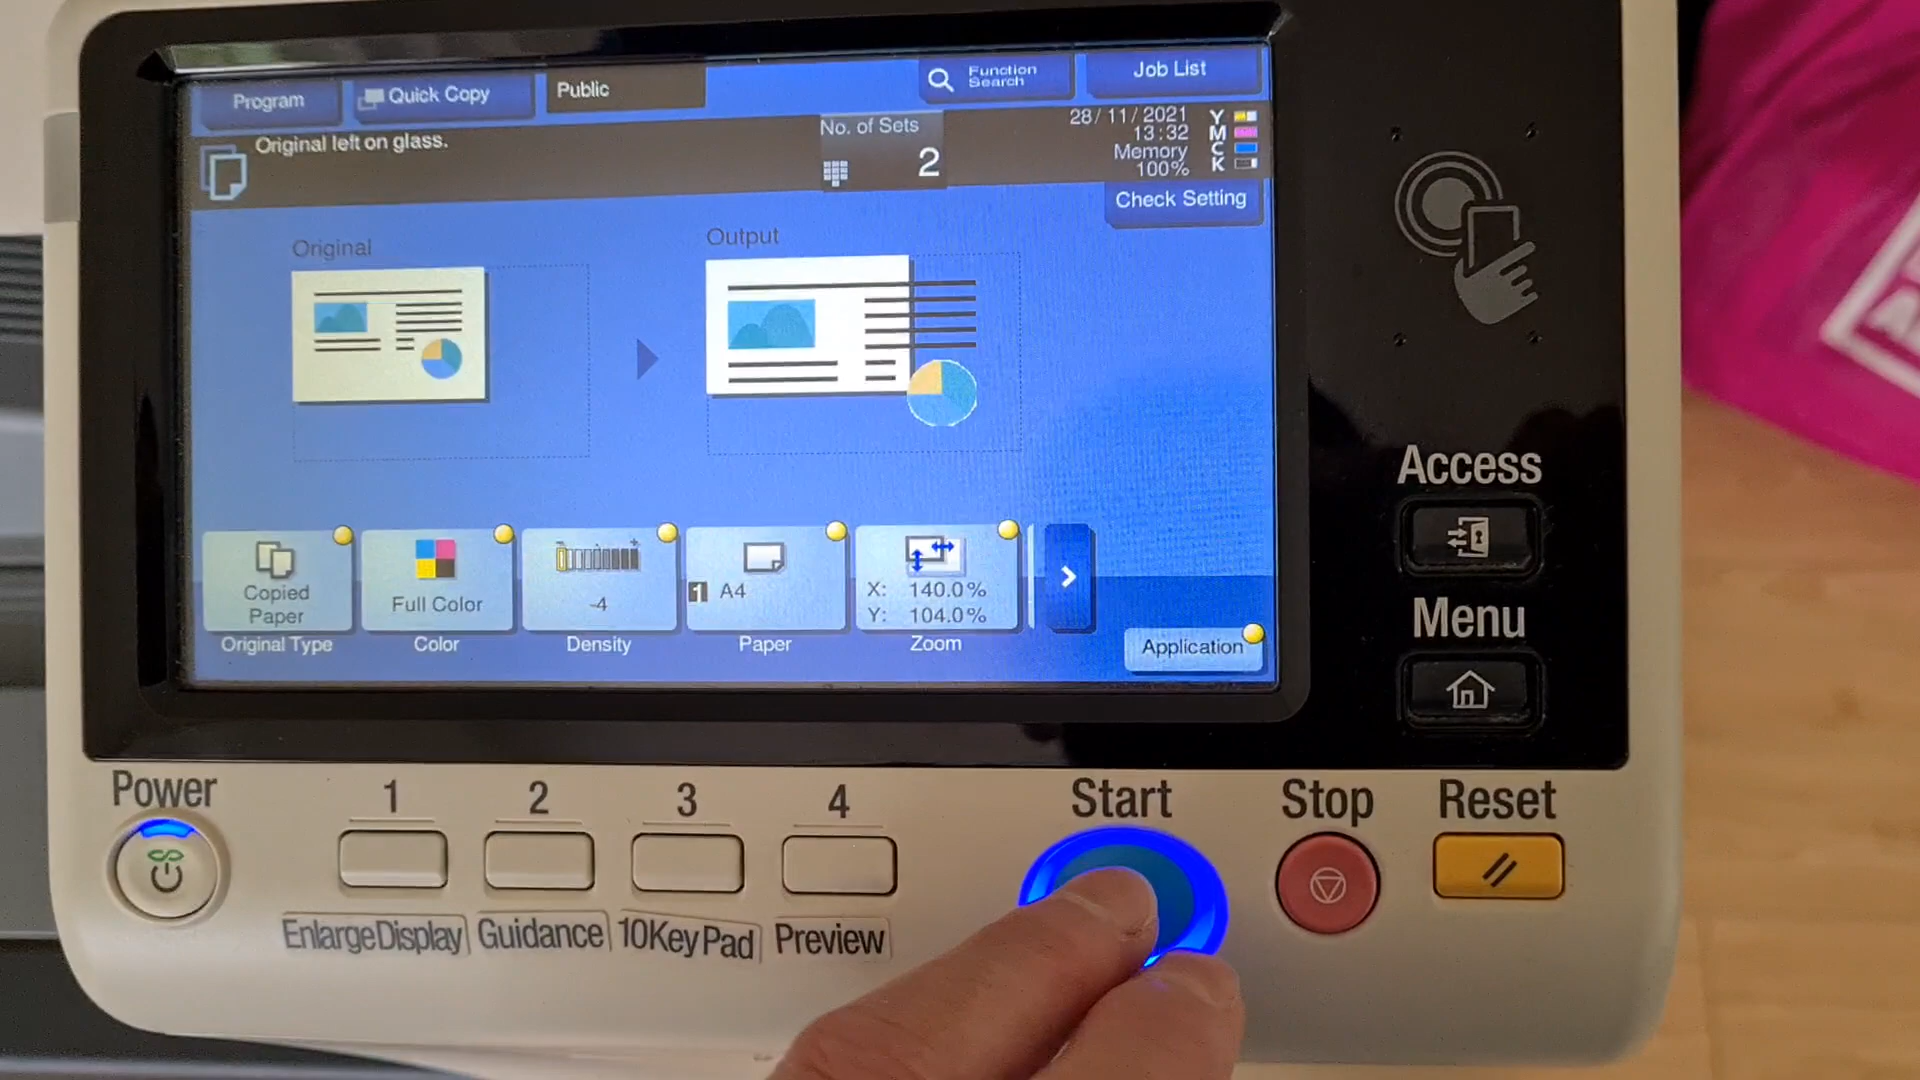 Program
Quick Copy
Public
Function
Search
Job List
Original left on glass.
No. of Sets
2
28/11/2021
13:32
Memory
100%
Y
M
C
K
Check Setting
Original
Output
Copied
Paper
Original Type
Full Color
Color
- +
-4
Density
1 A4
Paper
X: 140.0%
Y: 104.0%
Zoom
Application
Access
Menu
Power
1
2
3
4
Start
Stop
Reset
EnlargeDisplay
Guidance
10KeyPad
Preview